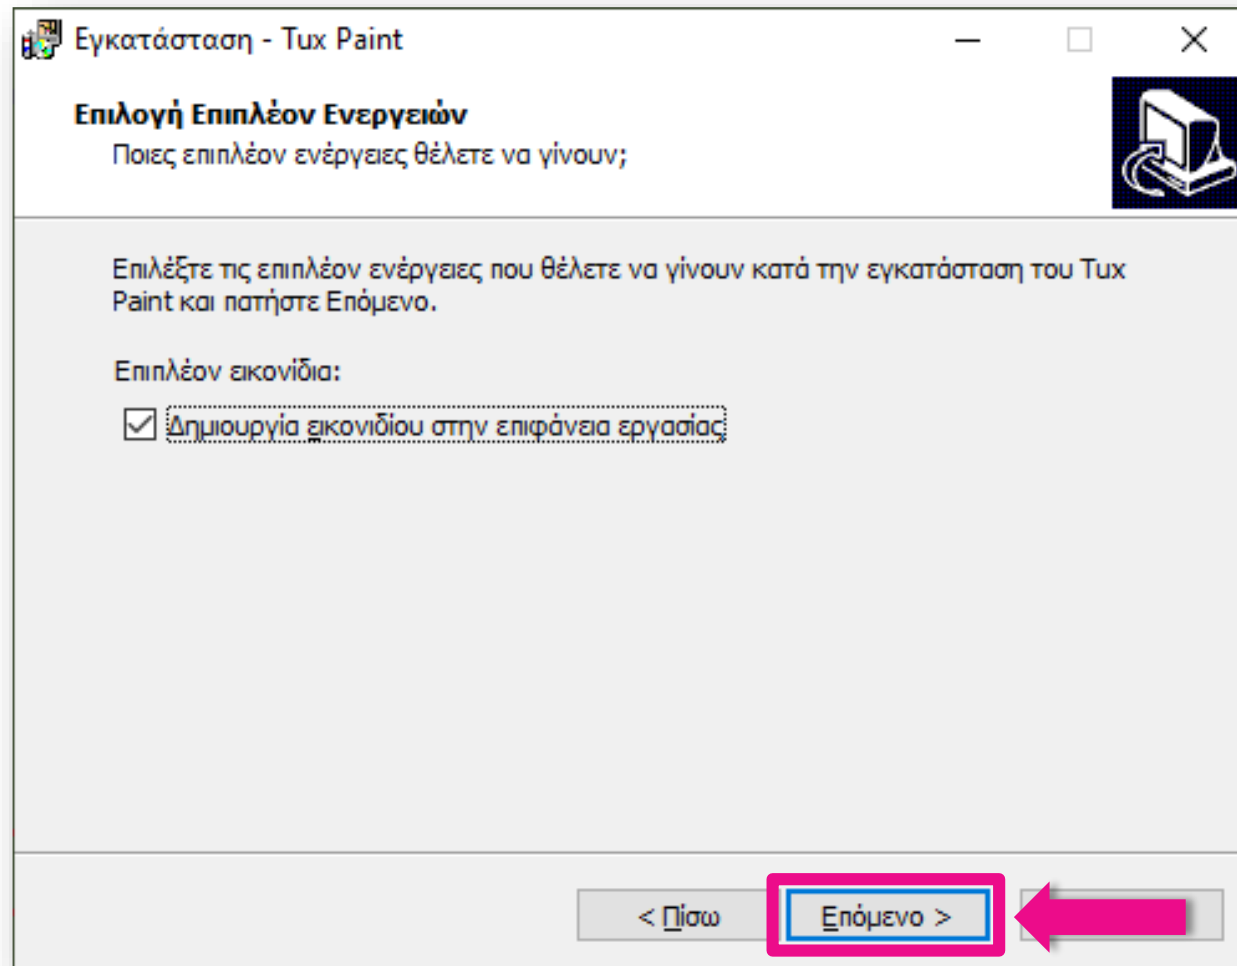 Εγκατάσταση - Tux Paint
Επιλογή Επιπλέον Ενεργειών
Ποιες επιπλέον ενέργειες θέλετε να γίνουν;
Επιλέξτε τις επιπλέον ενέργειες που θέλετε να γίνουν κατά την εγκατάσταση του Tux
Paint και πατήστε Επόμενο.
Επιπλέον εικονίδια:
Δημιουργία εικονιδίου στην επιφάνεια εργασίας
< Πίσω Επόμενο >